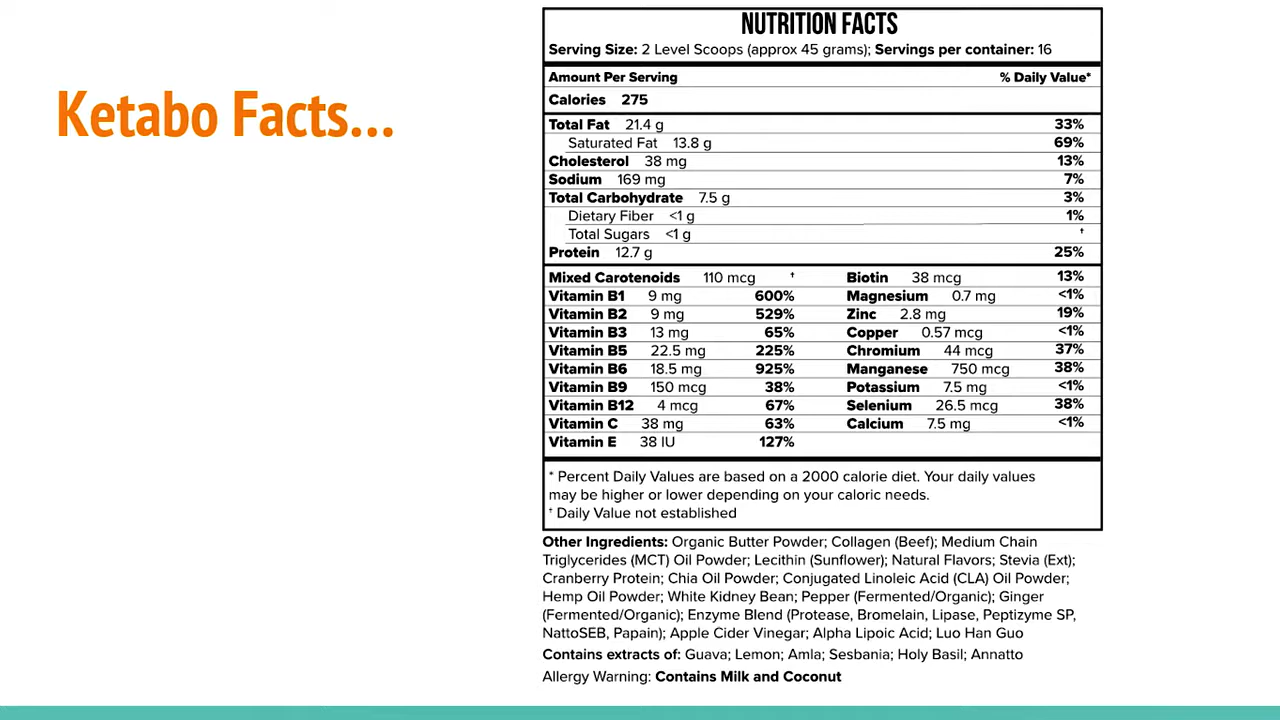 Ketabo Facts...
NUTRITION FACTS
Serving Size: 2 Level Scoops (approx 45 grams); Servings per container: 16
Amount Per Serving % Daily Value*
Calories 275
Total Fat 21.4 g 33%
Saturated Fat 13.8 g 69%
Cholesterol 38 mg 13%
Sodium 169 mg 7%
Total Carbohydrate 7.5 g 3%
Dietary Fiber <1 g 1%
Total Sugars <1 g †
Protein 12.7 g 25%
Mixed Carotenoids 110 mcg † Biotin 38 mcg 13%
Vitamin B1 9 mg 600% Magnesium 0.7 mg <1%
Vitamin B2 9 mg 529% Zinc 2.8 mg 19%
Vitamin B3 13 mg 65% Copper 0.57 mcg <1%
Vitamin B5 22.5 mg 225% Chromium 44 mcg 37%
Vitamin B6 18.5 mg 925% Manganese 750 mcg 38%
Vitamin B9 150 mcg 38% Potassium 7.5 mg <1%
Vitamin B12 4 mcg 67% Selenium 26.5 mcg 38%
Vitamin C 38 mg 63% Calcium 7.5 mg <1%
Vitamin E 38 IU 127%
* Percent Daily Values are based on a 2000 calorie diet. Your daily values
may be higher or lower depending on your caloric needs.
† Daily Value not established
Other Ingredients: Organic Butter Powder; Collagen (Beef); Medium Chain
Triglycerides (MCT) Oil Powder; Lecithin (Sunflower); Natural Flavors; Stevia (Ext);
Cranberry Protein; Chia Oil Powder; Conjugated Linoleic Acid (CLA) Oil Powder;
Hemp Oil Powder; White Kidney Bean; Pepper (Fermented/Organic); Ginger
(Fermented/Organic); Enzyme Blend (Protease, Bromelain, Lipase, Peptizyme SP,
NattoSEB, Papain); Apple Cider Vinegar; Alpha Lipoic Acid; Luo Han Guo
Contains extracts of: Guava; Lemon; Amla; Sesbania; Holy Basil; Annatto
Allergy Warning: Contains Milk and Coconut